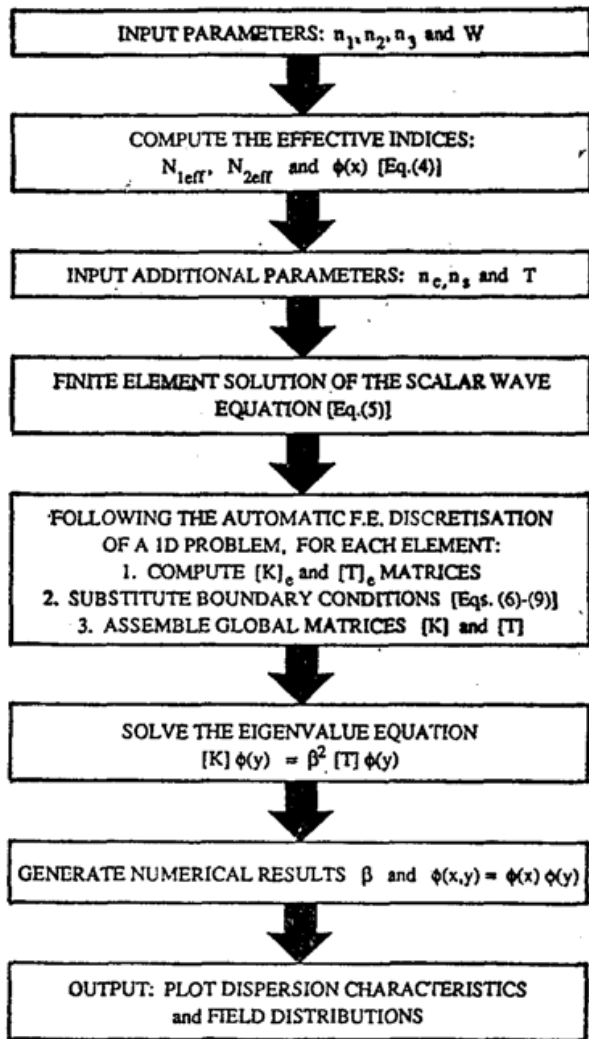 INPUT PARAMETERS: n₁, n₂, n₃ and W
COMPUTE THE EFFECTIVE INDICES:
N₁eff, N₂eff and ϕ(x) [Eq.(4)]
INPUT ADDITIONAL PARAMETERS: n_c, n_s and T
FINITE ELEMENT SOLUTION OF THE SCALAR WAVE
EQUATION [Eq.(5)]
FOLLOWING THE AUTOMATIC F.E. DISCRETISATION
OF A 1D PROBLEM, FOR EACH ELEMENT:
1. COMPUTE [K]ₑ and [T]ₑ MATRICES
2. SUBSTITUTE BOUNDARY CONDITIONS [Eqs. (6)-(9)]
3. ASSEMBLE GLOBAL MATRICES [K] and [T]
SOLVE THE EIGENVALUE EQUATION
[K] ϕ(y) = β² [T] ϕ(y)
GENERATE NUMERICAL RESULTS β and ϕ(x,y) = ϕ(x) ϕ(y)
OUTPUT: PLOT DISPERSION CHARACTERISTICS
and FIELD DISTRIBUTIONS